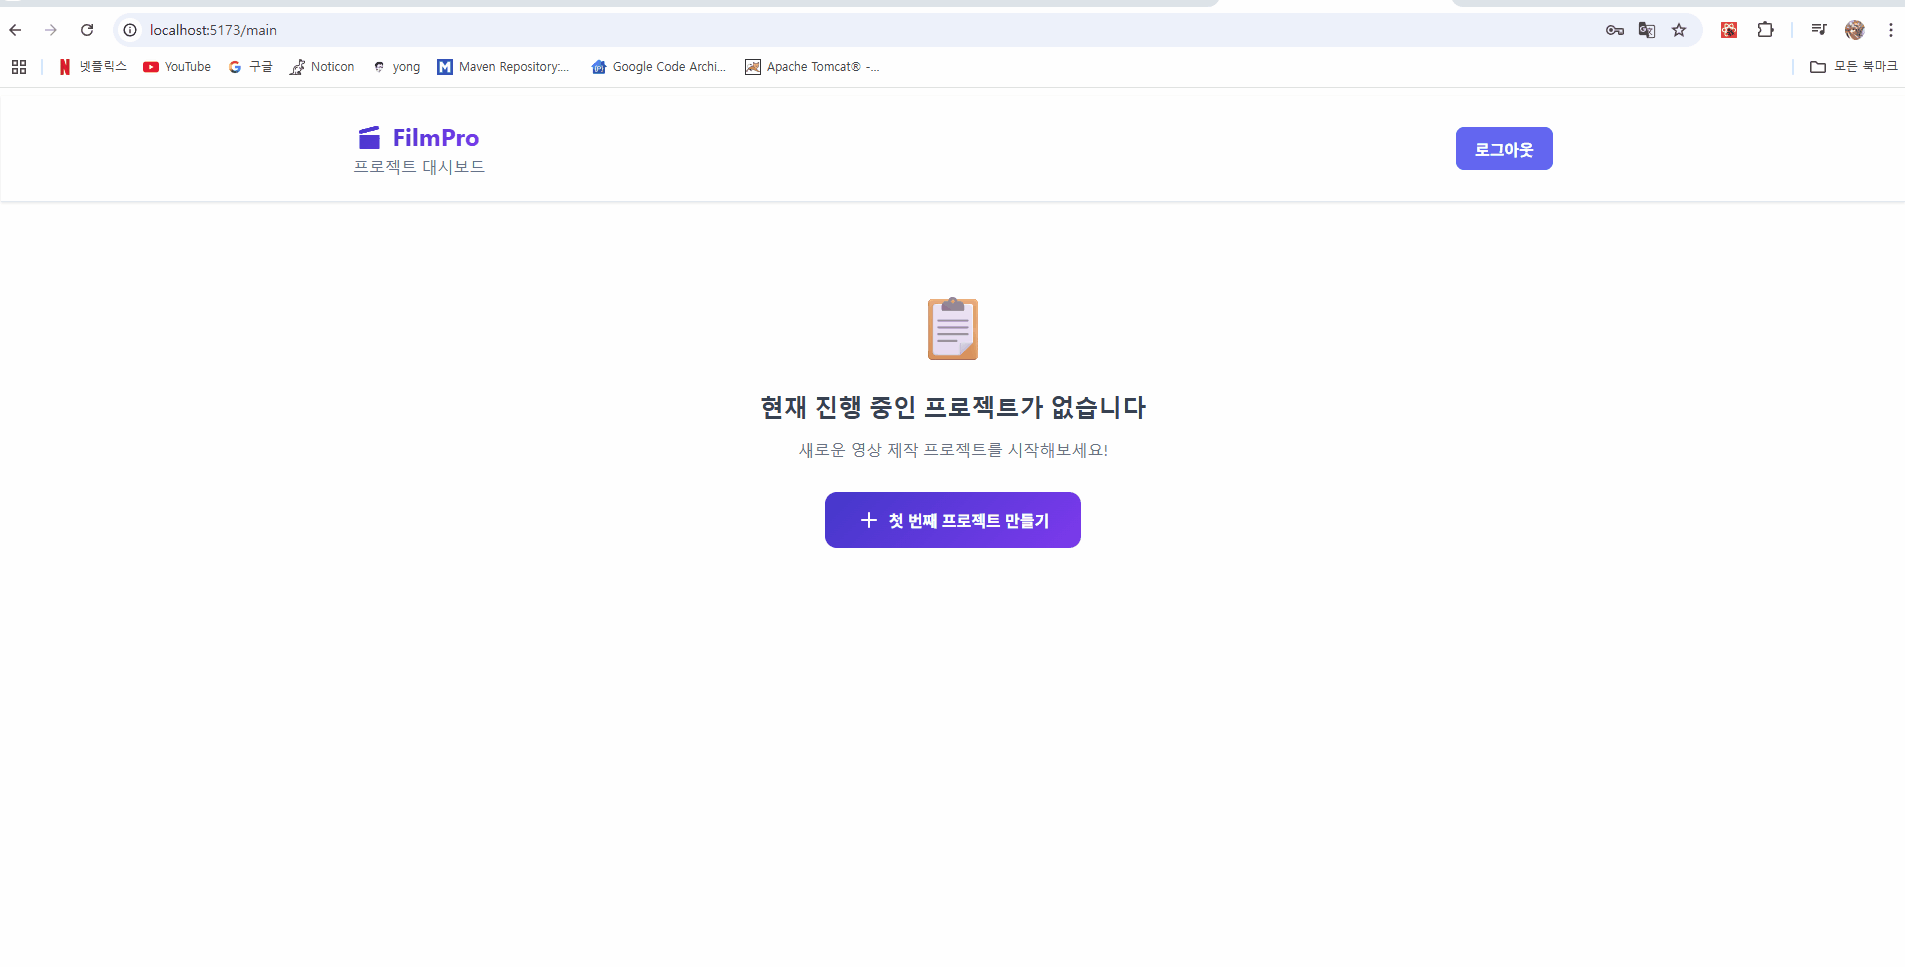 localhost:5173/main
넷플릭스
YouTube
구글
Noticon
yong
Maven Repository:...
Google Code Archi...
Apache Tomcat® -...
모든 북마크
FilmPro
프로젝트 대시보드
로그아웃
현재 진행 중인 프로젝트가 없습니다
새로운 영상 제작 프로젝트를 시작해보세요!
첫 번째 프로젝트 만들기